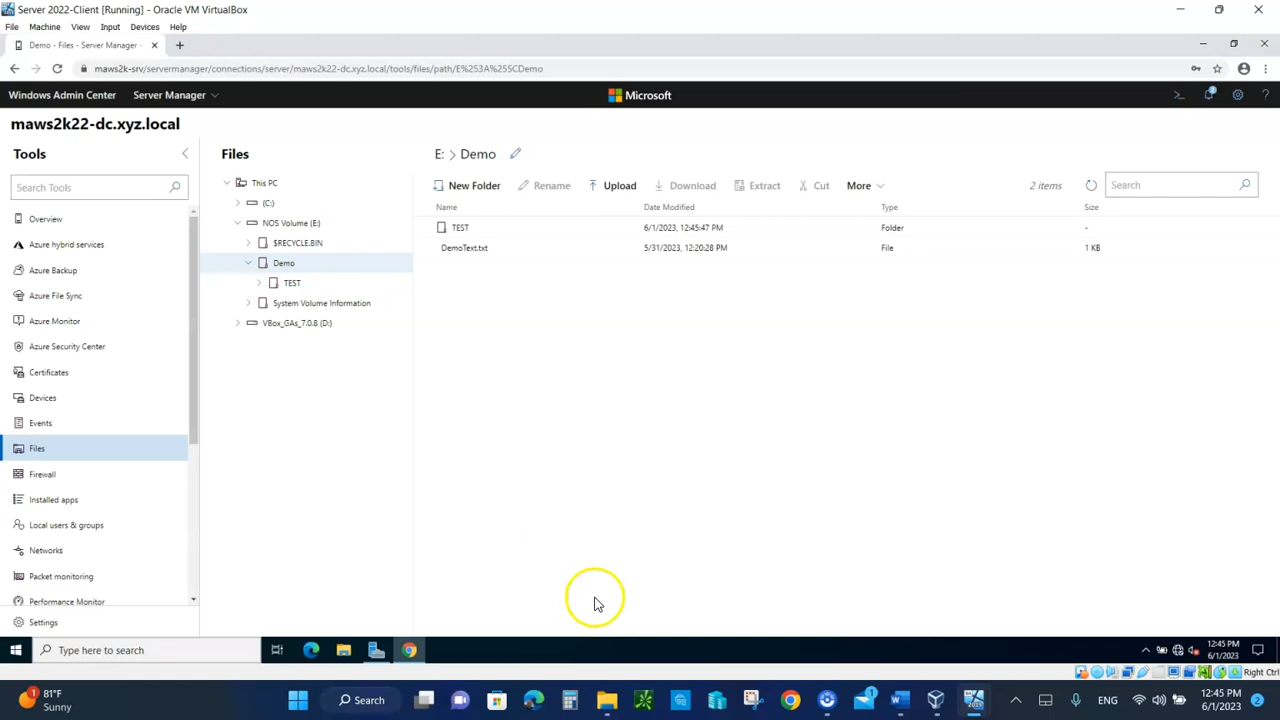 Server 2022-Client [Running] - Oracle VM VirtualBox
File Machine View Input Devices Help
Demo - Files - Server Manager -
maws2k-srv/servermanager/connections/server/maws2k22-dc.xyz.local/tools/files/path/E%253A%255CDemo
Windows Admin Center Server Manager Microsoft
maws2k22-dc.xyz.local
Tools
Search Tools
Overview
Azure hybrid services
Azure Backup
Azure File Sync
Azure Monitor
Azure Security Center
Certificates
Devices
Events
Files
Firewall
Installed apps
Local users & groups
Networks
Packet monitoring
Performance Monitor
Settings
Files
This PC
(C:)
NOS Volume (E:)
$RECYCLE.BIN
Demo
TEST
System Volume Information
VBox_GAs_7.0.8 (D:)
E: > Demo
New Folder Rename Upload Download Extract Cut More 2 items Search
Name Date Modified Type Size
TEST 6/1/2023, 12:45:47 PM Folder -
DemoText.txt 5/31/2023, 12:20:28 PM File 1 KB
Type here to search
12:45 PM
6/1/2023
Right Ctrl
81°F
Sunny
Search
1
2019
ENG
12:45 PM
6/1/2023
2